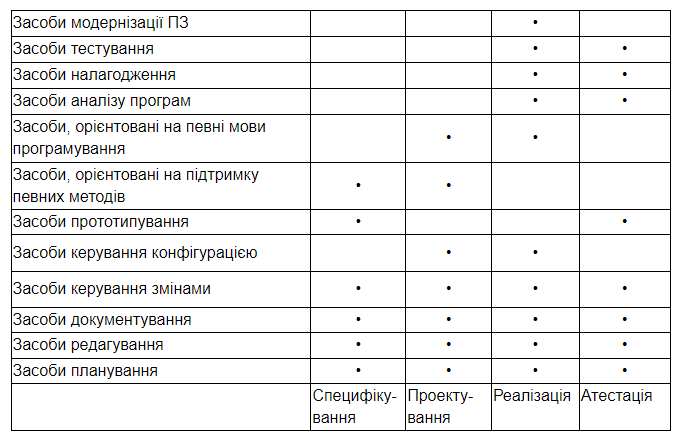 Засоби модернізації ПЗ •
Засоби тестування • •
Засоби налагодження • •
Засоби аналізу програм • •
Засоби, орієнтовані на певні мови
програмування • •
Засоби, орієнтовані на підтримку
певних методів • •
Засоби прототипування • •
Засоби керування конфігурацією • •
Засоби керування змінами • • • •
Засоби документування • • • •
Засоби редагування • • • •
Засоби планування • • • •
Специфіку- Проекту- Реалізація Атестація
вання вання